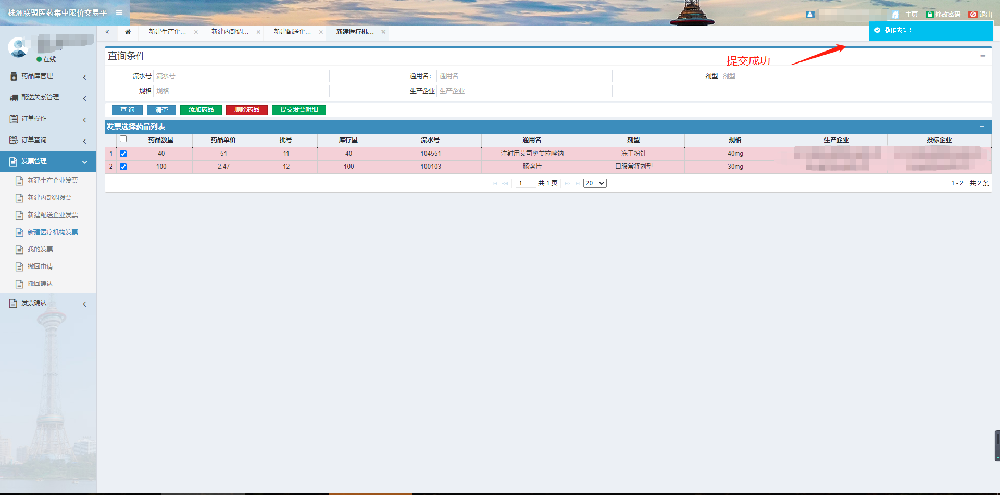 株洲联盟医药集中限价交易平
主页 修改密码 退出
操作成功!
新建生产企...
新建内部调...
新建配送企...
新建医疗机...
在线
药品库管理
配送关系管理
订单操作
订单查询
发票管理
新建生产企业发票
新建内部调拨票
新建配送企业发票
新建医疗机构发票
我的发票
撤回申请
撤回确认
发票确认
查询条件
提交成功
流水号 流水号 通用名: 通用名 剂型 剂型
规格 规格 生产企业 生产企业
查 询 清空 添加药品 删除药品 提交发票明细
发票选择药品列表
药品数量 药品单价 批号 库存量 流水号 通用名 剂型 规格 生产企业 投标企业
1 40 51 11 40 104551 注射用艾司奥美拉唑钠 冻干粉针 40mg
2 100 2.47 12 100 100103 肠溶片 口服常释剂型 30mg
1 共 1 页 20 1 - 2 共 2 条